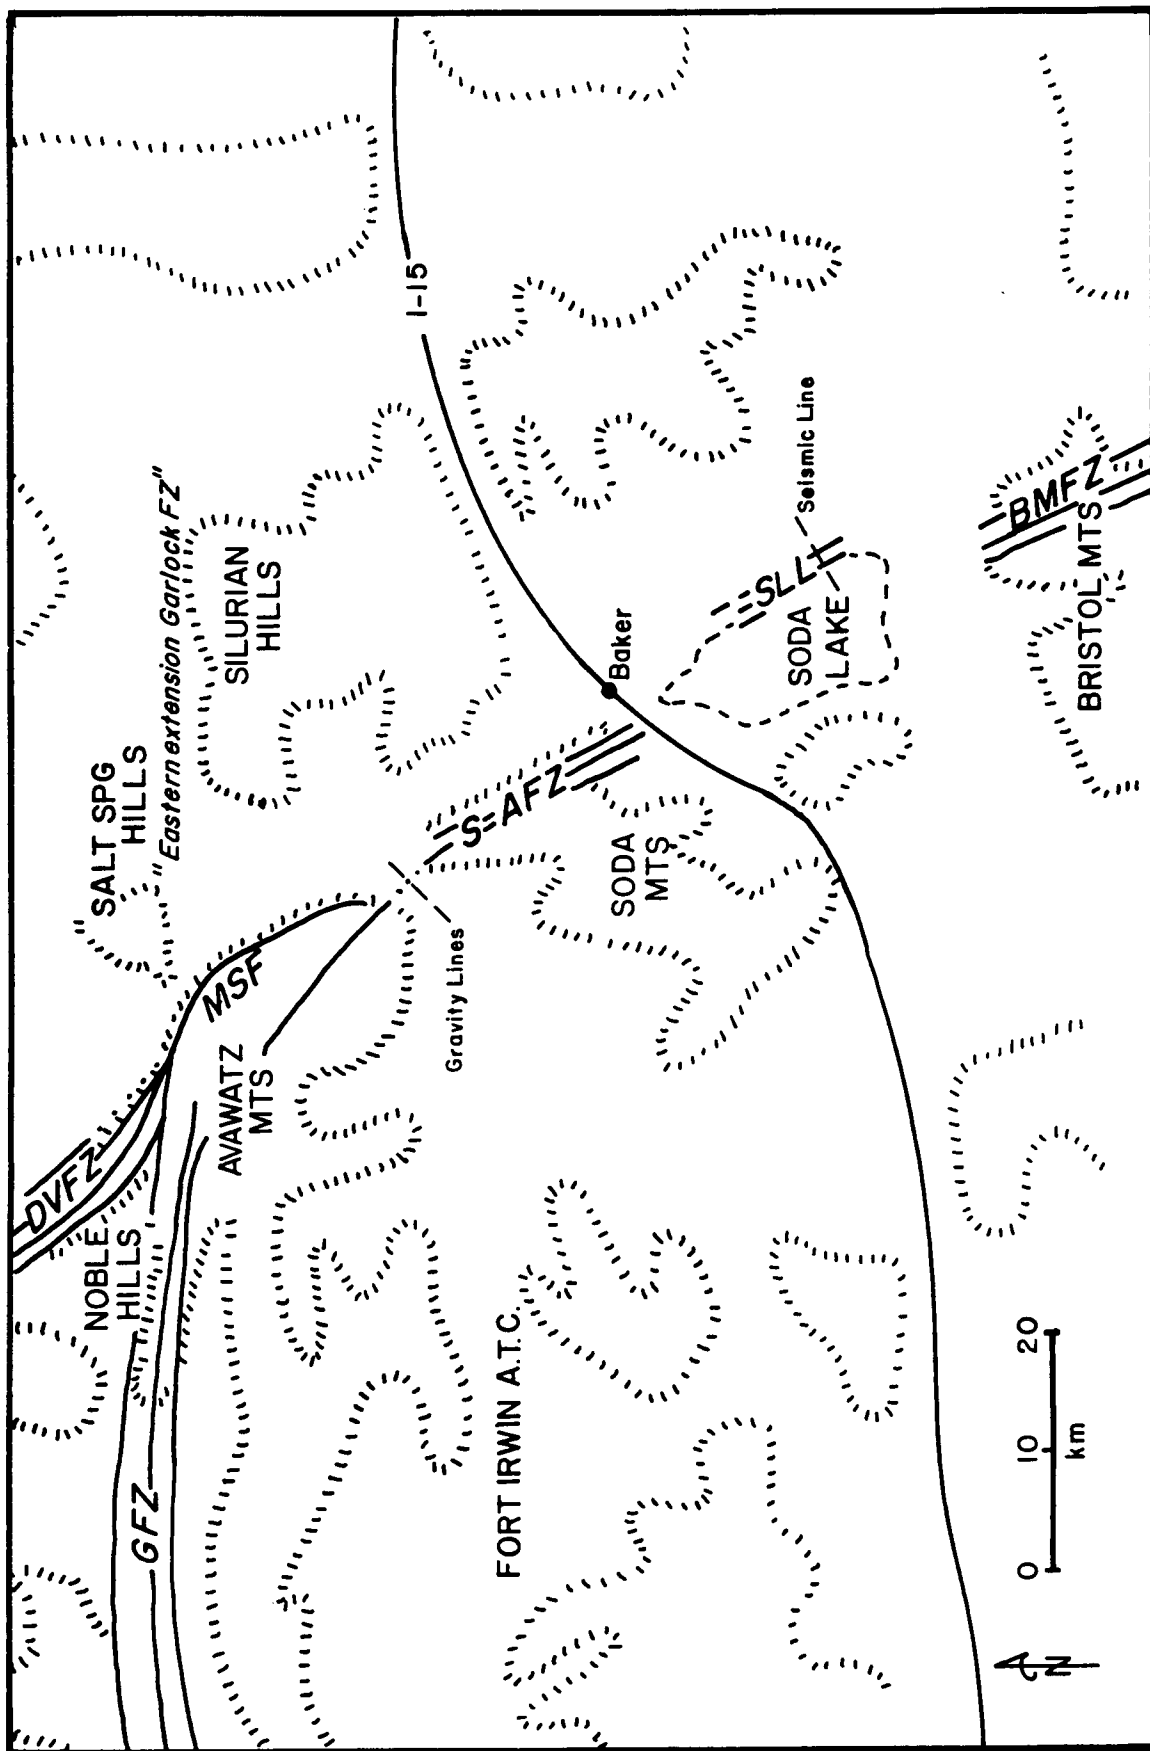 DVFZ
NOBLE
HILLS
GFZ
AVAWATZ
MTS
MSF
SALT SPG
HILLS
"Eastern extension Garlock FZ"
SILURIAN
HILLS
I-15
Gravity Lines
S-AFZ
SODA
MTS
Baker
FORT IRWIN A.T.C.
SODA
LAKE
SLL
Seismic Line
BMFZ
BRISTOL MTS
N
0 10 20
km